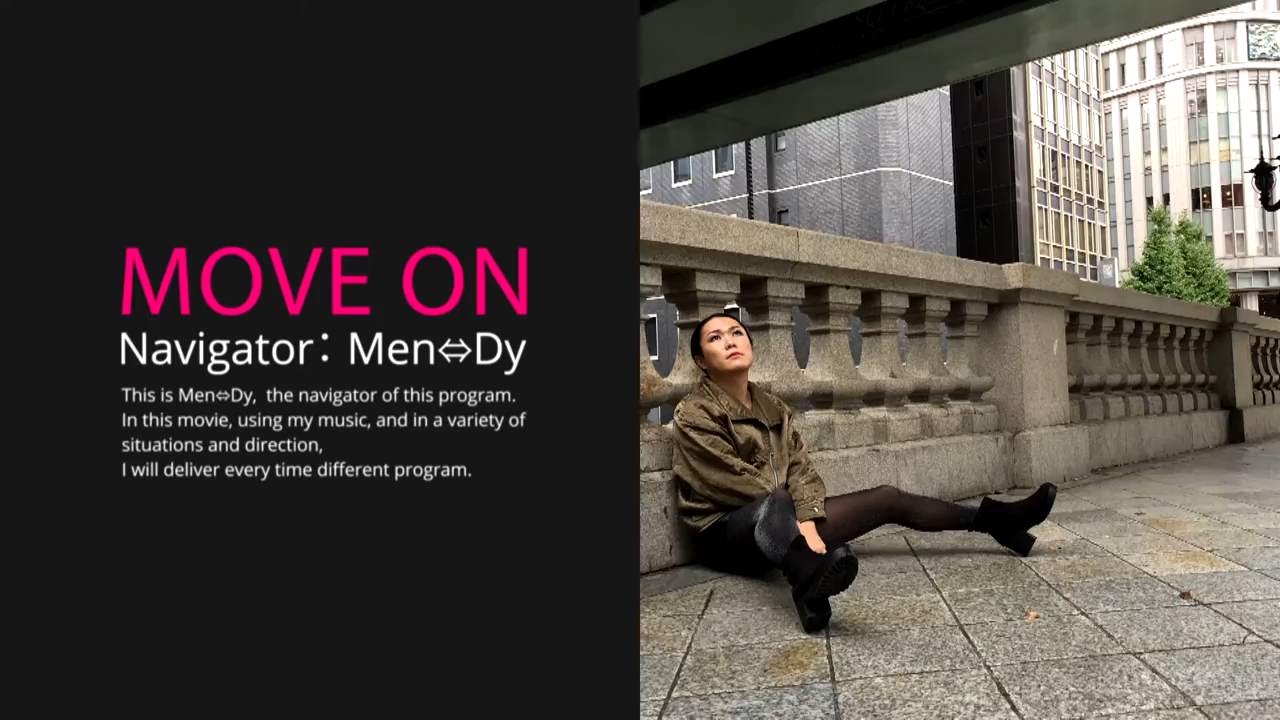 MOVE ON
Navigator：Men⇔Dy
This is Men⇔Dy,  the navigator of this program.
In this movie, using my music, and in a variety of
situations and direction,
I will deliver every time different program.